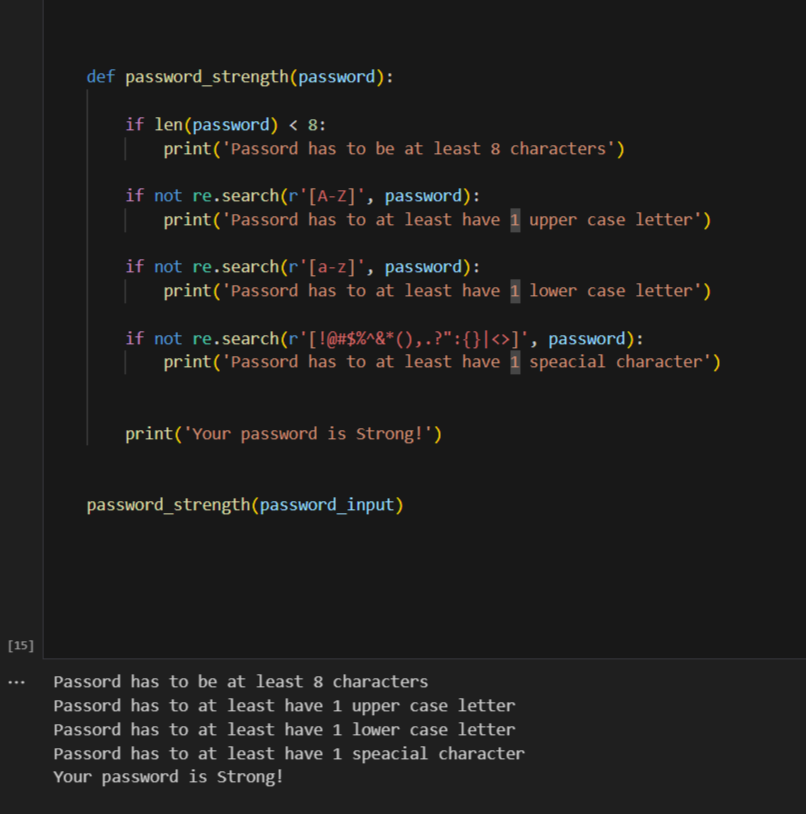 def password_strength(password):
if len(password) < 8:
print('Passord has to be at least 8 characters')
if not re.search(r'[A-Z]', password):
print('Passord has to at least have 1 upper case letter')
if not re.search(r'[a-z]', password):
print('Passord has to at least have 1 lower case letter')
if not re.search(r'[!@#$%^&*(),.?":{}|<>]', password):
print('Passord has to at least have 1 speacial character')
print('Your password is Strong!')
password_strength(password_input)
[15]
... Passord has to be at least 8 characters
Passord has to at least have 1 upper case letter
Passord has to at least have 1 lower case letter
Passord has to at least have 1 speacial character
Your password is Strong!